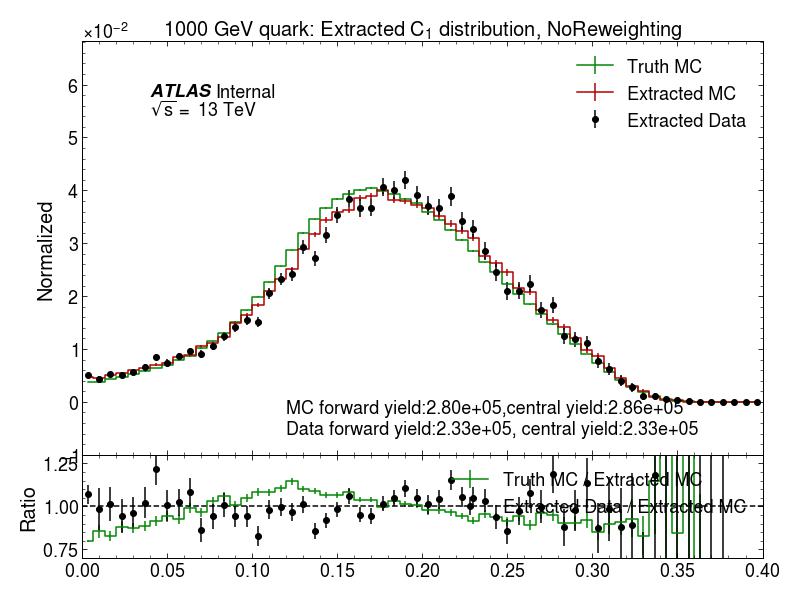 1000 GeV quark: Extracted C₁ distribution, NoReweighting
×10⁻²
ATLAS Internal
√s = 13 TeV
Truth MC
Extracted MC
Extracted Data
Normalized
6
5
4
3
2
1
0
−1
MC forward yield:2.80e+05,central yield:2.86e+05
Data forward yield:2.33e+05, central yield:2.33e+05
Ratio
1.25
1.00
0.75
Truth MC / Extracted MC
Extracted Data / Extracted MC
0.00 0.05 0.10 0.15 0.20 0.25 0.30 0.35 0.40